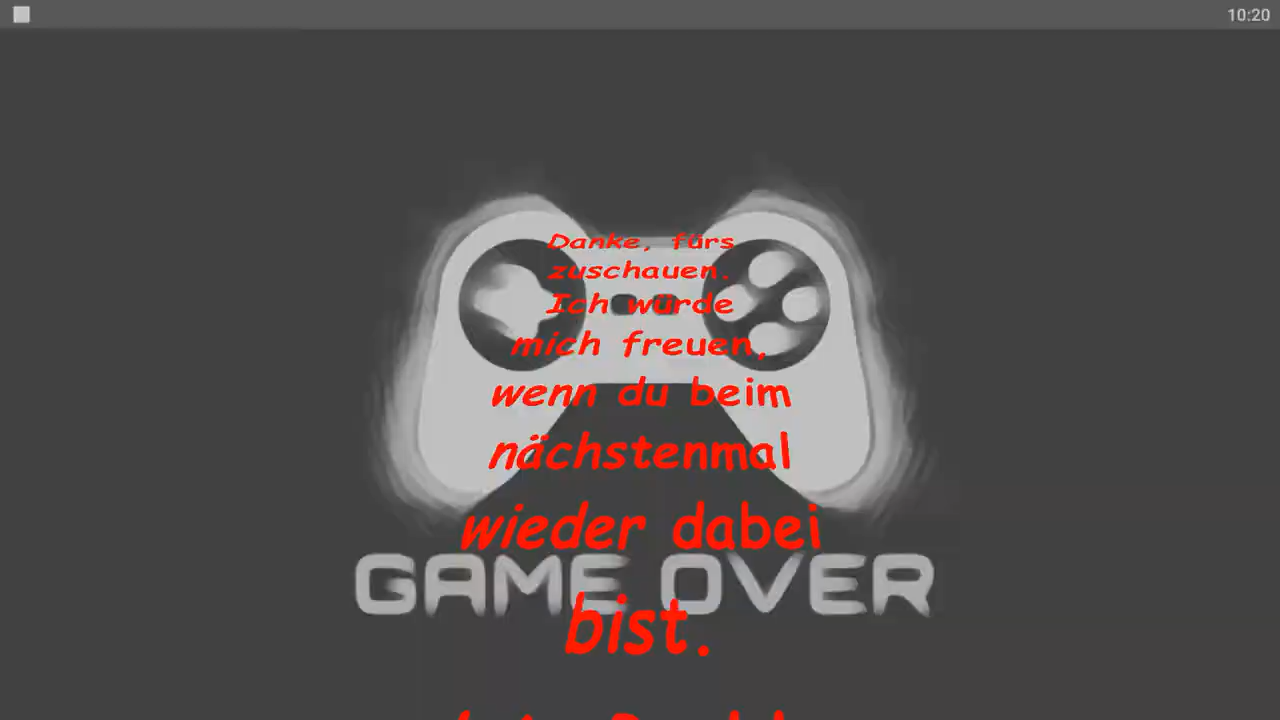 10:20
Danke, fürs
zuschauen.
Ich würde
mich freuen,
wenn du beim
nächstenmal
wieder dabei
GAME OVER
bist.